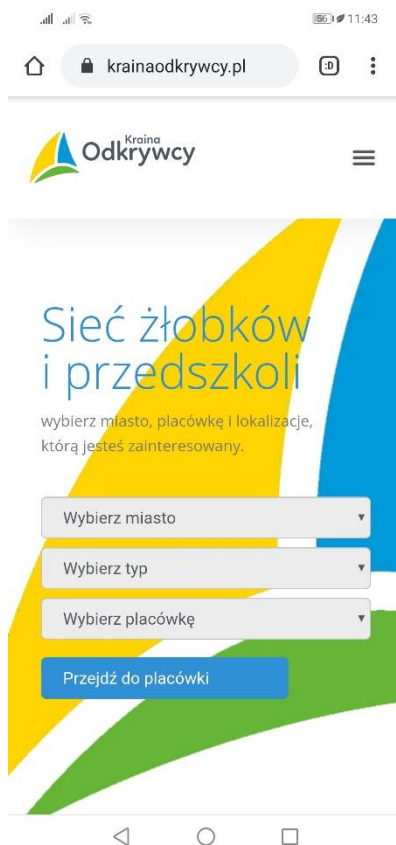 56 11:43
krainaodkrywcy.pl :D
Kraina
Odkrywcy
Sieć żłobków
i przedszkoli
wybierz miasto, placówkę i lokalizacje,
którą jesteś zainteresowany.
Wybierz miasto
Wybierz typ
Wybierz placówkę
Przejdź do placówki